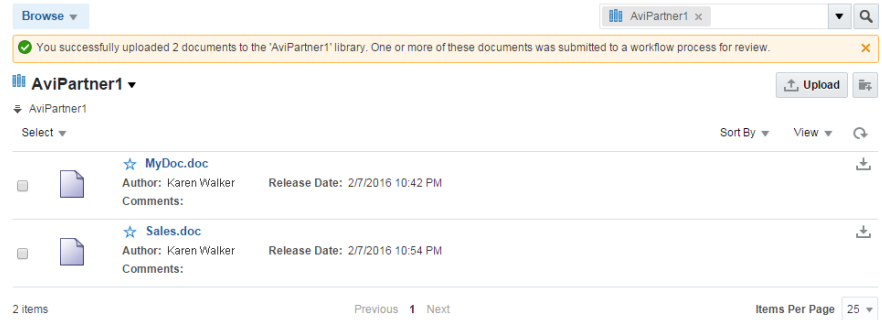 Browse
AviPartner1 ×
You successfully uploaded 2 documents to the 'AviPartner1' library. One or more of these documents was submitted to a workflow process for review.
AviPartner1
Upload
AviPartner1
Select
Sort By
View
MyDoc.doc
Author: Karen Walker
Release Date: 2/7/2016 10:42 PM
Comments:
Sales.doc
Author: Karen Walker
Release Date: 2/7/2016 10:54 PM
Comments:
2 items
Previous 1 Next
Items Per Page 25